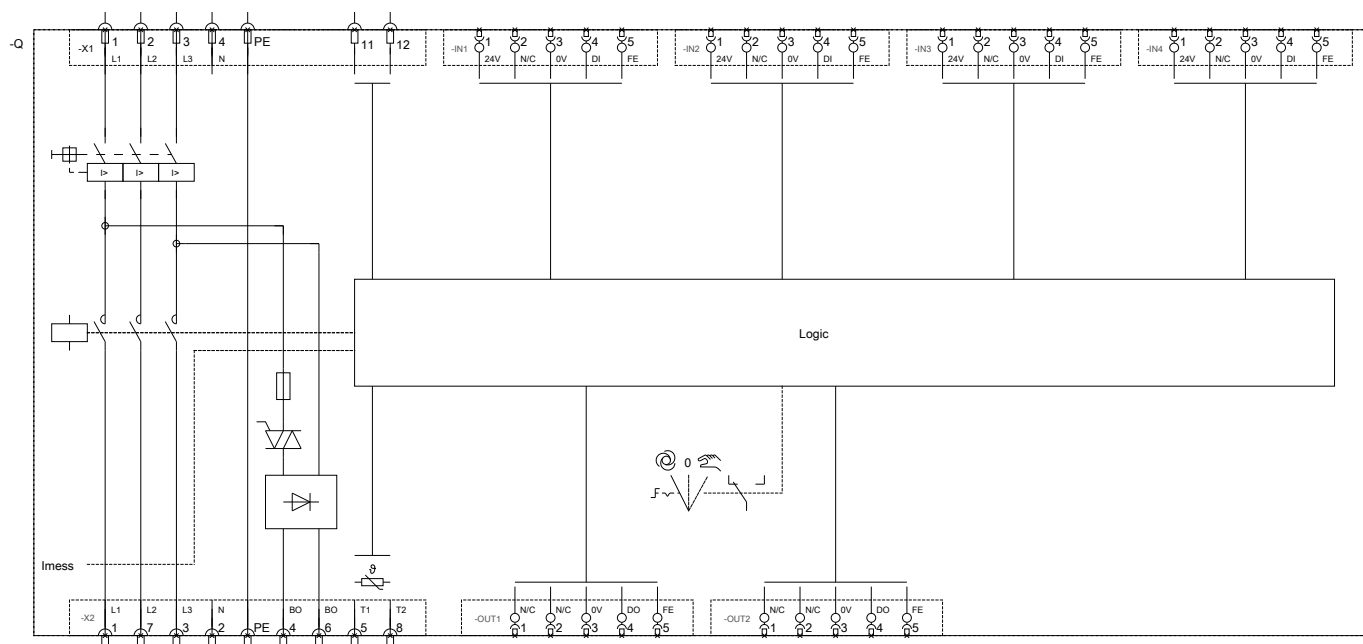 -Q
-X1 1 2 3 4 PE 11 12
L1 L2 L3 N
-IN1 1 2 3 4 5
24V N/C 0V DI FE
-IN2 1 2 3 4 5
24V N/C 0V DI FE
-IN3 1 2 3 4 5
24V N/C 0V DI FE
-IN4 1 2 3 4 5
24V N/C 0V DI FE
I> I> I>
Logic
0
Imess
ϑ
L1 L2 L3 N BO BO T1 T2
-X2 1 7 3 2 PE 4 6 5 8
N/C N/C 0V DO FE
-OUT1 1 2 3 4 5
N/C N/C 0V DO FE
-OUT2 1 2 3 4 5